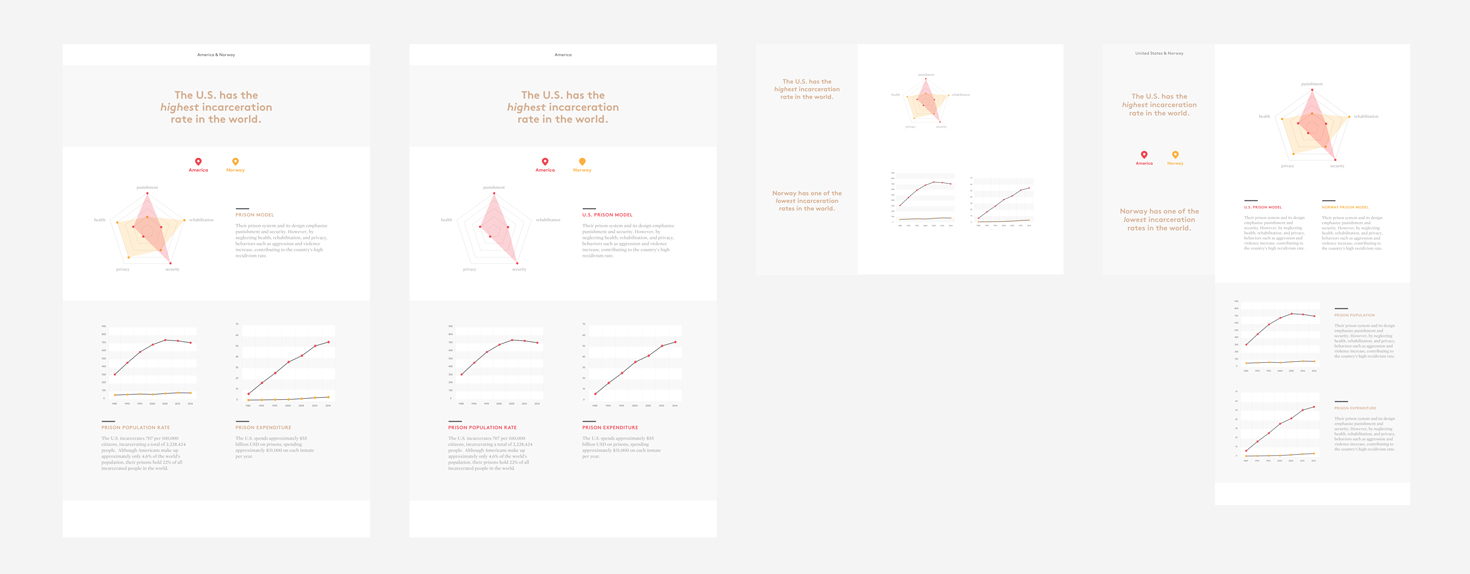 America & Norway
The U.S. has the
highest incarceration
rate in the world.
America
Norway
punishment
health
rehabilitation
privacy
security
PRISON MODEL
Their prison system and its design emphasize
punishment and security. However, by
neglecting health, rehabilitation, and privacy,
behaviors such as aggression and violence
increase, contributing to the country's high
recidivism rate.
PRISON POPULATION RATE
The U.S. incarcerates 707 per 100,000
citizens, incarcerating a total of 2,228,424
people. Although Americans make up
approximately only 4.6% of the world's
population, their prisons hold 22% of all
incarcerated people in the world.
PRISON EXPENDITURE
The U.S. spends approximately $55
billion USD on prisons, spending
approximately $31,000 on each inmate
per year.
America
The U.S. has the
highest incarceration
rate in the world.
America
Norway
punishment
health
rehabilitation
privacy
security
U.S. PRISON MODEL
Their prison system and its design emphasize
punishment and security. However, by
neglecting health, rehabilitation, and privacy,
behaviors such as aggression and violence
increase, contributing to the country's high
recidivism rate.
PRISON POPULATION RATE
The U.S. incarcerates 707 per 100,000
citizens, incarcerating a total of 2,228,424
people. Although Americans make up
approximately only 4.6% of the world's
population, their prisons hold 22% of all
incarcerated people in the world.
PRISON EXPENDITURE
The U.S. spends approximately $55
billion USD on prisons, spending
approximately $31,000 on each inmate
per year.
The U.S. has the
highest incarceration
rate in the world.
punishment
health
rehabilitation
privacy
security
Norway has one of the
lowest incarceration
rates in the world.
United States & Norway
The U.S. has the
highest incarceration
rate in the world.
America
Norway
Norway has one of the
lowest incarceration
rates in the world.
punishment
health
rehabilitation
privacy
security
U.S. PRISON MODEL
Their prison system and its design
emphasize punishment and
security. However, by neglecting
health, rehabilitation, and privacy,
behaviors such as aggression and
violence increase, contributing to
the country's high recidivism rate.
NORWAY PRISON MODEL
Their prison system and its design
emphasize punishment and
security. However, by neglecting
health, rehabilitation, and privacy,
behaviors such as aggression and
violence increase, contributing to
the country's high recidivism rate.
PRISON POPULATION
Their prison system and its design
emphasize punishment and
security. However, by neglecting
health, rehabilitation, and privacy,
behaviors such as aggression and
violence increase, contributing to
the country's high recidivism rate.
PRISON EXPENDITURE
Their prison system and its design
emphasize punishment and
security. However, by neglecting
health, rehabilitation, and privacy,
behaviors such as aggression and
violence increase, contributing to
the country's high recidivism rate.